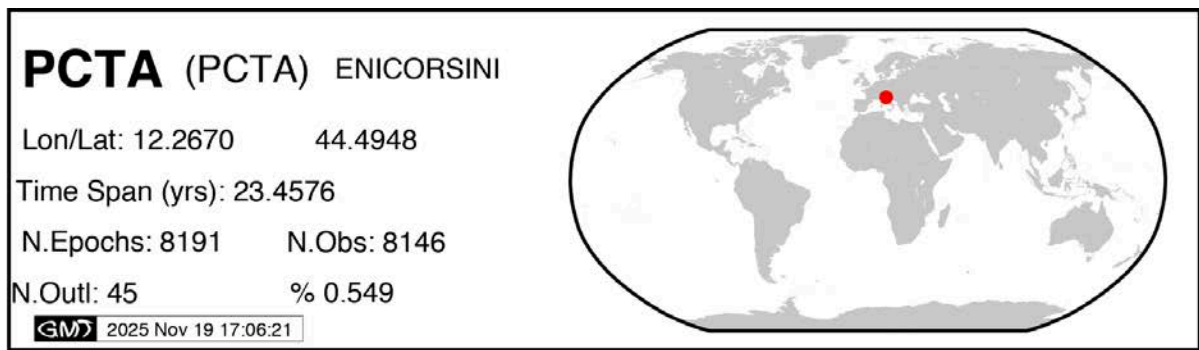 PCTA (PCTA) ENICORSINI
Lon/Lat: 12.2670 44.4948
Time Span (yrs): 23.4576
N.Epochs: 8191 N.Obs: 8146
N.Outl: 45 % 0.549
GMT 2025 Nov 19 17:06:21